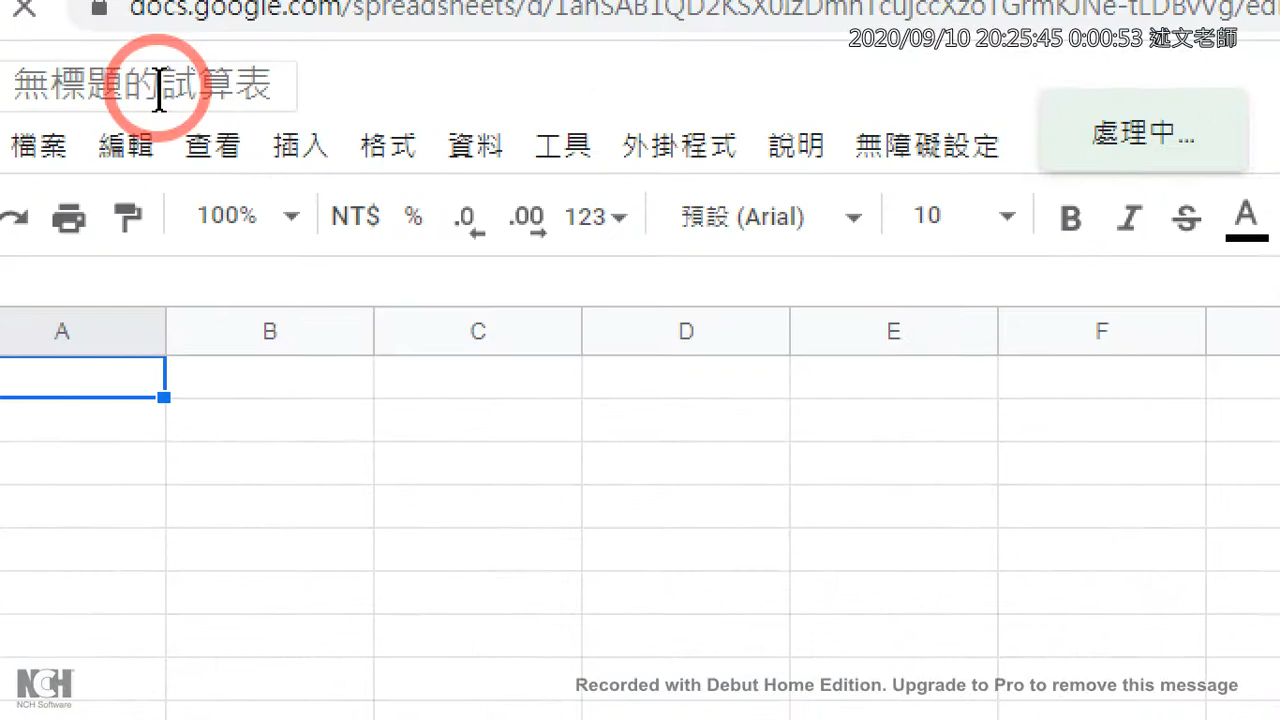 docs.google.com/spreadsheets/d/
2020/09/10 20:25:45 0:00:53 述文老師
無標題的試算表
檔案 編輯 查看 插入 格式 資料 工具 外掛程式 說明 無障礙設定
處理中...
100% NT$ % .0 .00 123 預設 (Arial) 10 B I S A
A B C D E F
NCH
NCH Software
Recorded with Debut Home Edition. Upgrade to Pro to remove this message